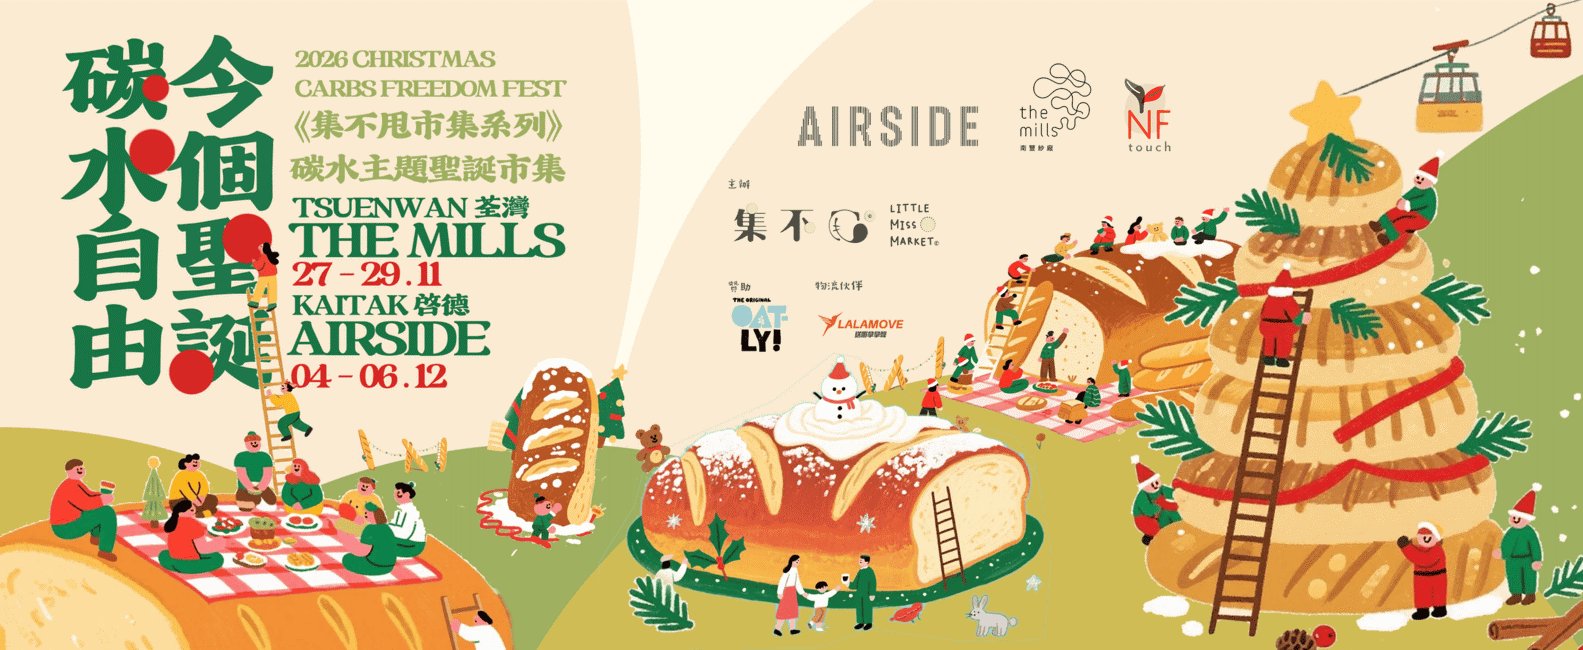 今個聖誕
碳水自由
2026 CHRISTMAS
CARBS FREEDOM FEST
《集不甩市集系列》
碳水主題聖誕市集
TSUENWAN 荃灣
THE MILLS
27 – 29 . 11
KAITAK 啓德
AIRSIDE
04 – 06 . 12
AIRSIDE
the
mills
南豐紗廠
NF
touch
主辦
集不
LITTLE
MISS
MARKET
贊助
THE ORIGINAL
OAT-
LY!
物流伙伴
LALAMOVE